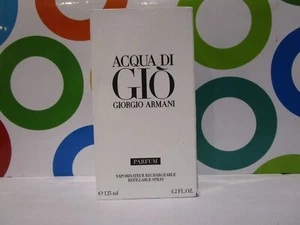 ACQUA DI
GIÒ
GIORGIO ARMANI
PARFUM
VAPORISATEUR RECHARGEABLE
REFILLABLE SPRAY
℮ 125 ml 4.2 FL. OZ.